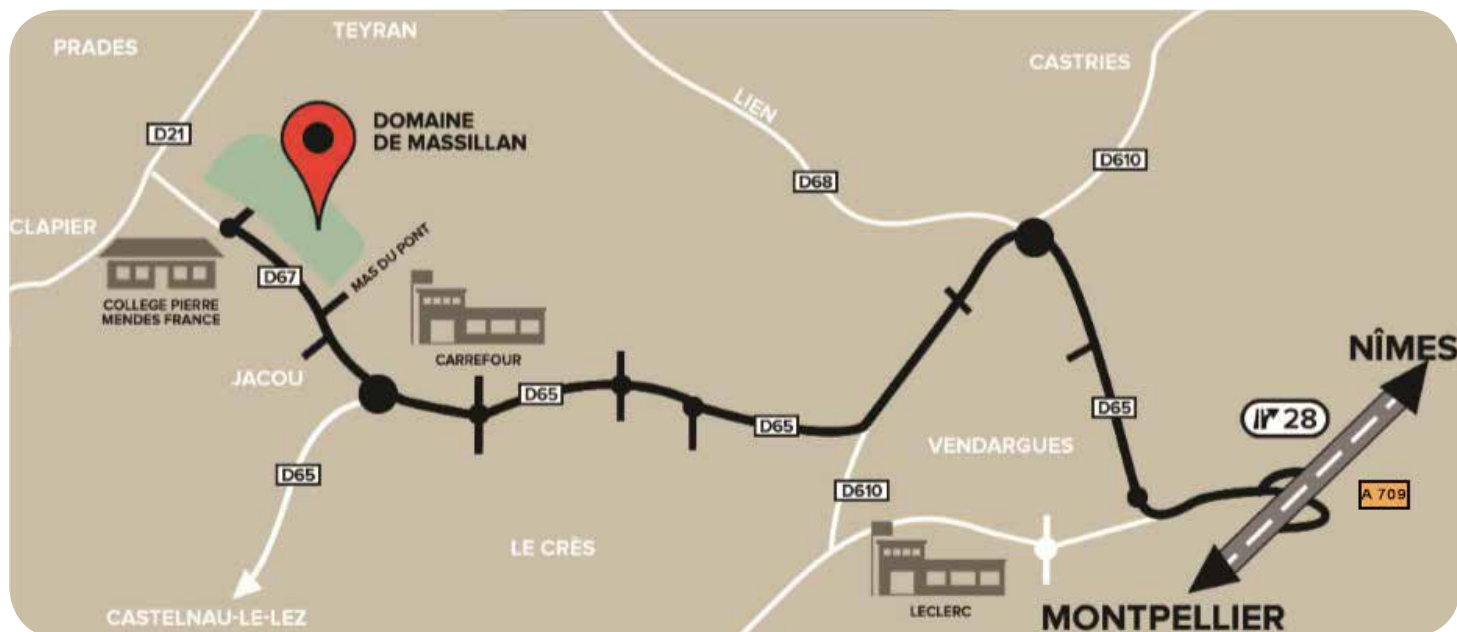 TEYRAN
PRADES
CASTRIES
LIEN
DOMAINE
DE MASSILLAN
D21
D610
D68
CLAPIER
MAS DU PONT
D67
COLLEGE PIERRE
MENDES FRANCE
CARREFOUR
NÎMES
JACOU
D65
D65
28
D65
VENDARGUES
D65
D610
A 709
LE CRÈS
LECLERC
CASTELNAU-LE-LEZ
MONTPELLIER